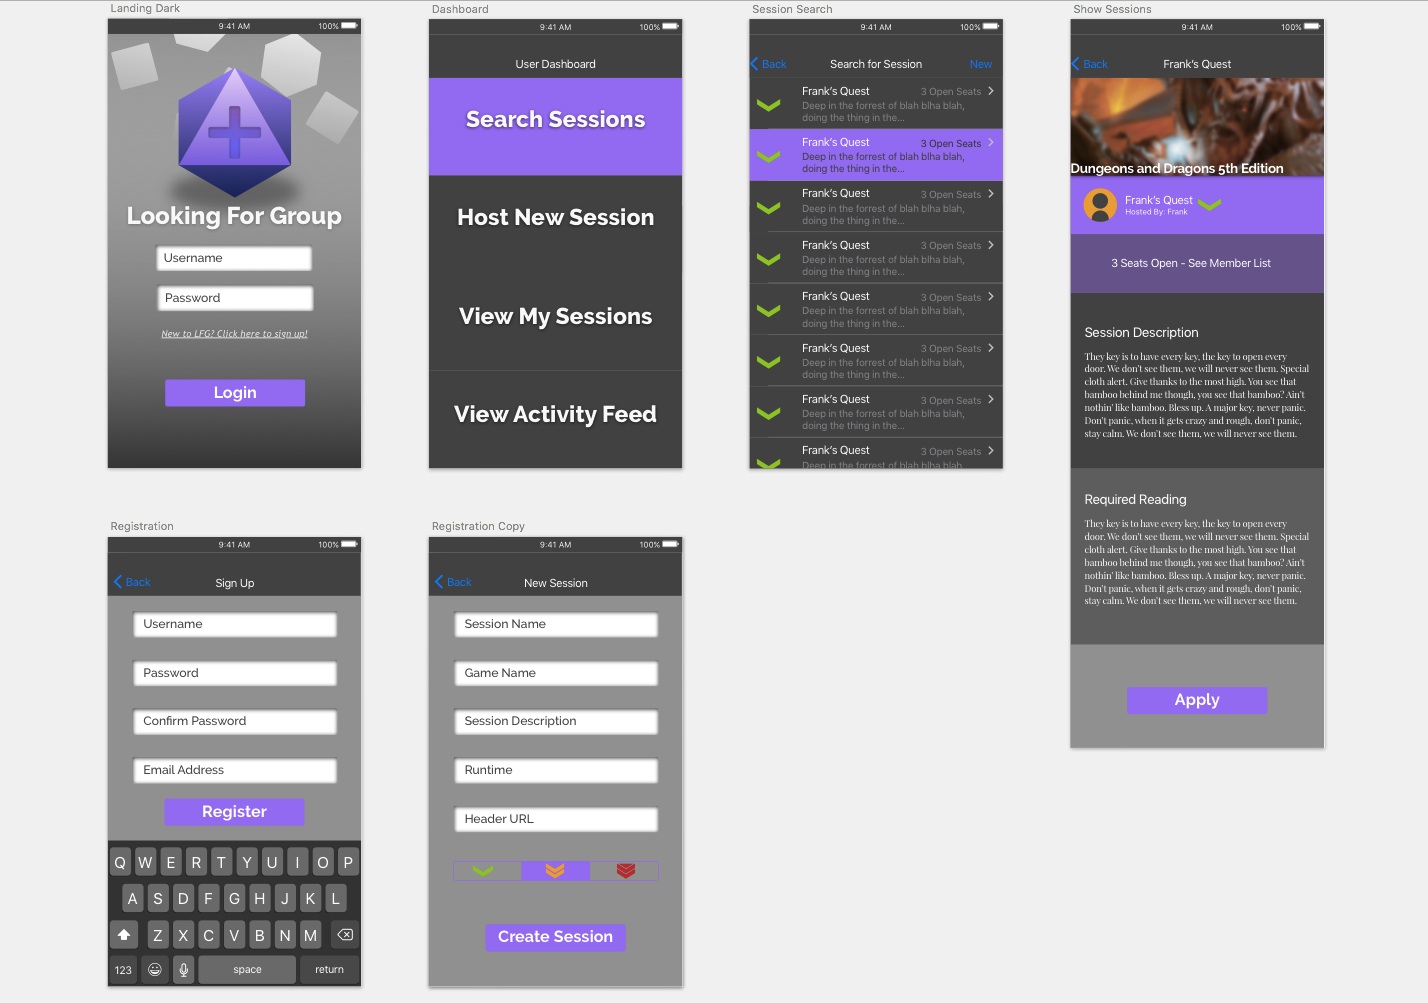 Landing Dark
9:41 AM 100%
Looking For Group
Username
Password
New to LFG? Click here to sign up!
Login
Dashboard
9:41 AM 100%
User Dashboard
Search Sessions
Host New Session
View My Sessions
View Activity Feed
Session Search
9:41 AM 100%
Back Search for Session New
Frank's Quest 3 Open Seats
Deep in the forrest of blah blah blah,
doing the thing in the...
Frank's Quest 3 Open Seats
Deep in the forrest of blah blha blah,
doing the thing in the...
Frank's Quest 3 Open Seats
Deep in the forrest of blah blha blah,
doing the thing in the...
Frank's Quest 3 Open Seats
Deep in the forrest of blah blha blah,
doing the thing in the...
Frank's Quest 3 Open Seats
Deep in the forrest of blah blha blah,
doing the thing in the...
Frank's Quest 3 Open Seats
Deep in the forrest of blah blha blah,
doing the thing in the...
Frank's Quest 3 Open Seats
Deep in the forrest of blah blha blah,
doing the thing in the...
Frank's Quest 3 Open Seats
Deep in the forrest of blah blha blah,
Show Sessions
9:41 AM 100%
Back Frank's Quest
Dungeons and Dragons 5th Edition
Frank's Quest
Hosted By: Frank
3 Seats Open - See Member List
Session Description
They key is to have every key, the key to open every
door. We don't see them, we will never see them. Special
cloth alert. Give thanks to the most high. You see that
bamboo behind me though, you see that bamboo? Ain't
nothin' like bamboo. Bless up. A major key, never panic.
Don't panic, when it gets crazy and rough, don't panic,
stay calm. We don't see them, we will never see them.
Required Reading
They key is to have every key, the key to open every
door. We don't see them, we will never see them. Special
cloth alert. Give thanks to the most high. You see that
bamboo behind me though, you see that bamboo? Ain't
nothin' like bamboo. Bless up. A major key, never panic.
Don't panic, when it gets crazy and rough, don't panic,
stay calm. We don't see them, we will never see them.
Apply
Registration
9:41 AM 100%
Back Sign Up
Username
Password
Confirm Password
Email Address
Register
Q W E R T Y U I O P
A S D F G H J K L
Z X C V B N M
123 space return
Registration Copy
9:41 AM 100%
Back New Session
Session Name
Game Name
Session Description
Runtime
Header URL
Create Session